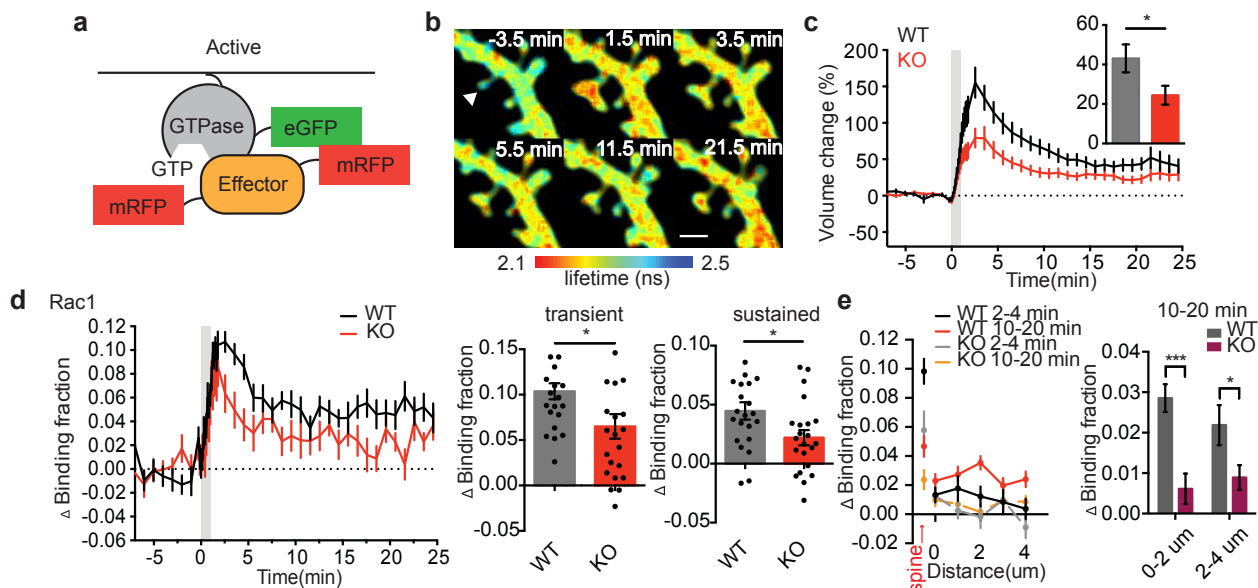 a
Active
GTPase
GTP
eGFP
mRFP
Effector
mRFP
b
-3.5 min
1.5 min
3.5 min
5.5 min
11.5 min
21.5 min
2.1
2.5
lifetime (ns)
c
WT
KO
Volume change (%)
200
150
100
50
0
-50
-5
0
5
10
15
20
25
Time(min)
60
40
20
0
*
d
Rac1
WT
KO
Δ Binding fraction
0.12
0.10
0.08
0.06
0.04
0.02
0.00
0.02
0.04
0.06
-5
0
5
10
15
20
25
Time(min)
transient
*
Δ Binding fraction
0.15
0.10
0.05
0.00
-0.05
WT
KO
sustained
*
Δ Binding fraction
0.10
0.05
0.00
-0.05
WT
KO
e
WT 2-4 min
WT 10-20 min
KO 2-4 min
KO 10-20 min
Δ Binding fraction
0.12
0.10
0.08
0.06
0.04
0.02
0.00
-0.02
spine→
0
2
4
Distance(um)
10-20 min
WT
KO
Δ Binding fraction
0.04
0.03
0.02
0.01
0.00
***
*
0-2 um
2-4 um